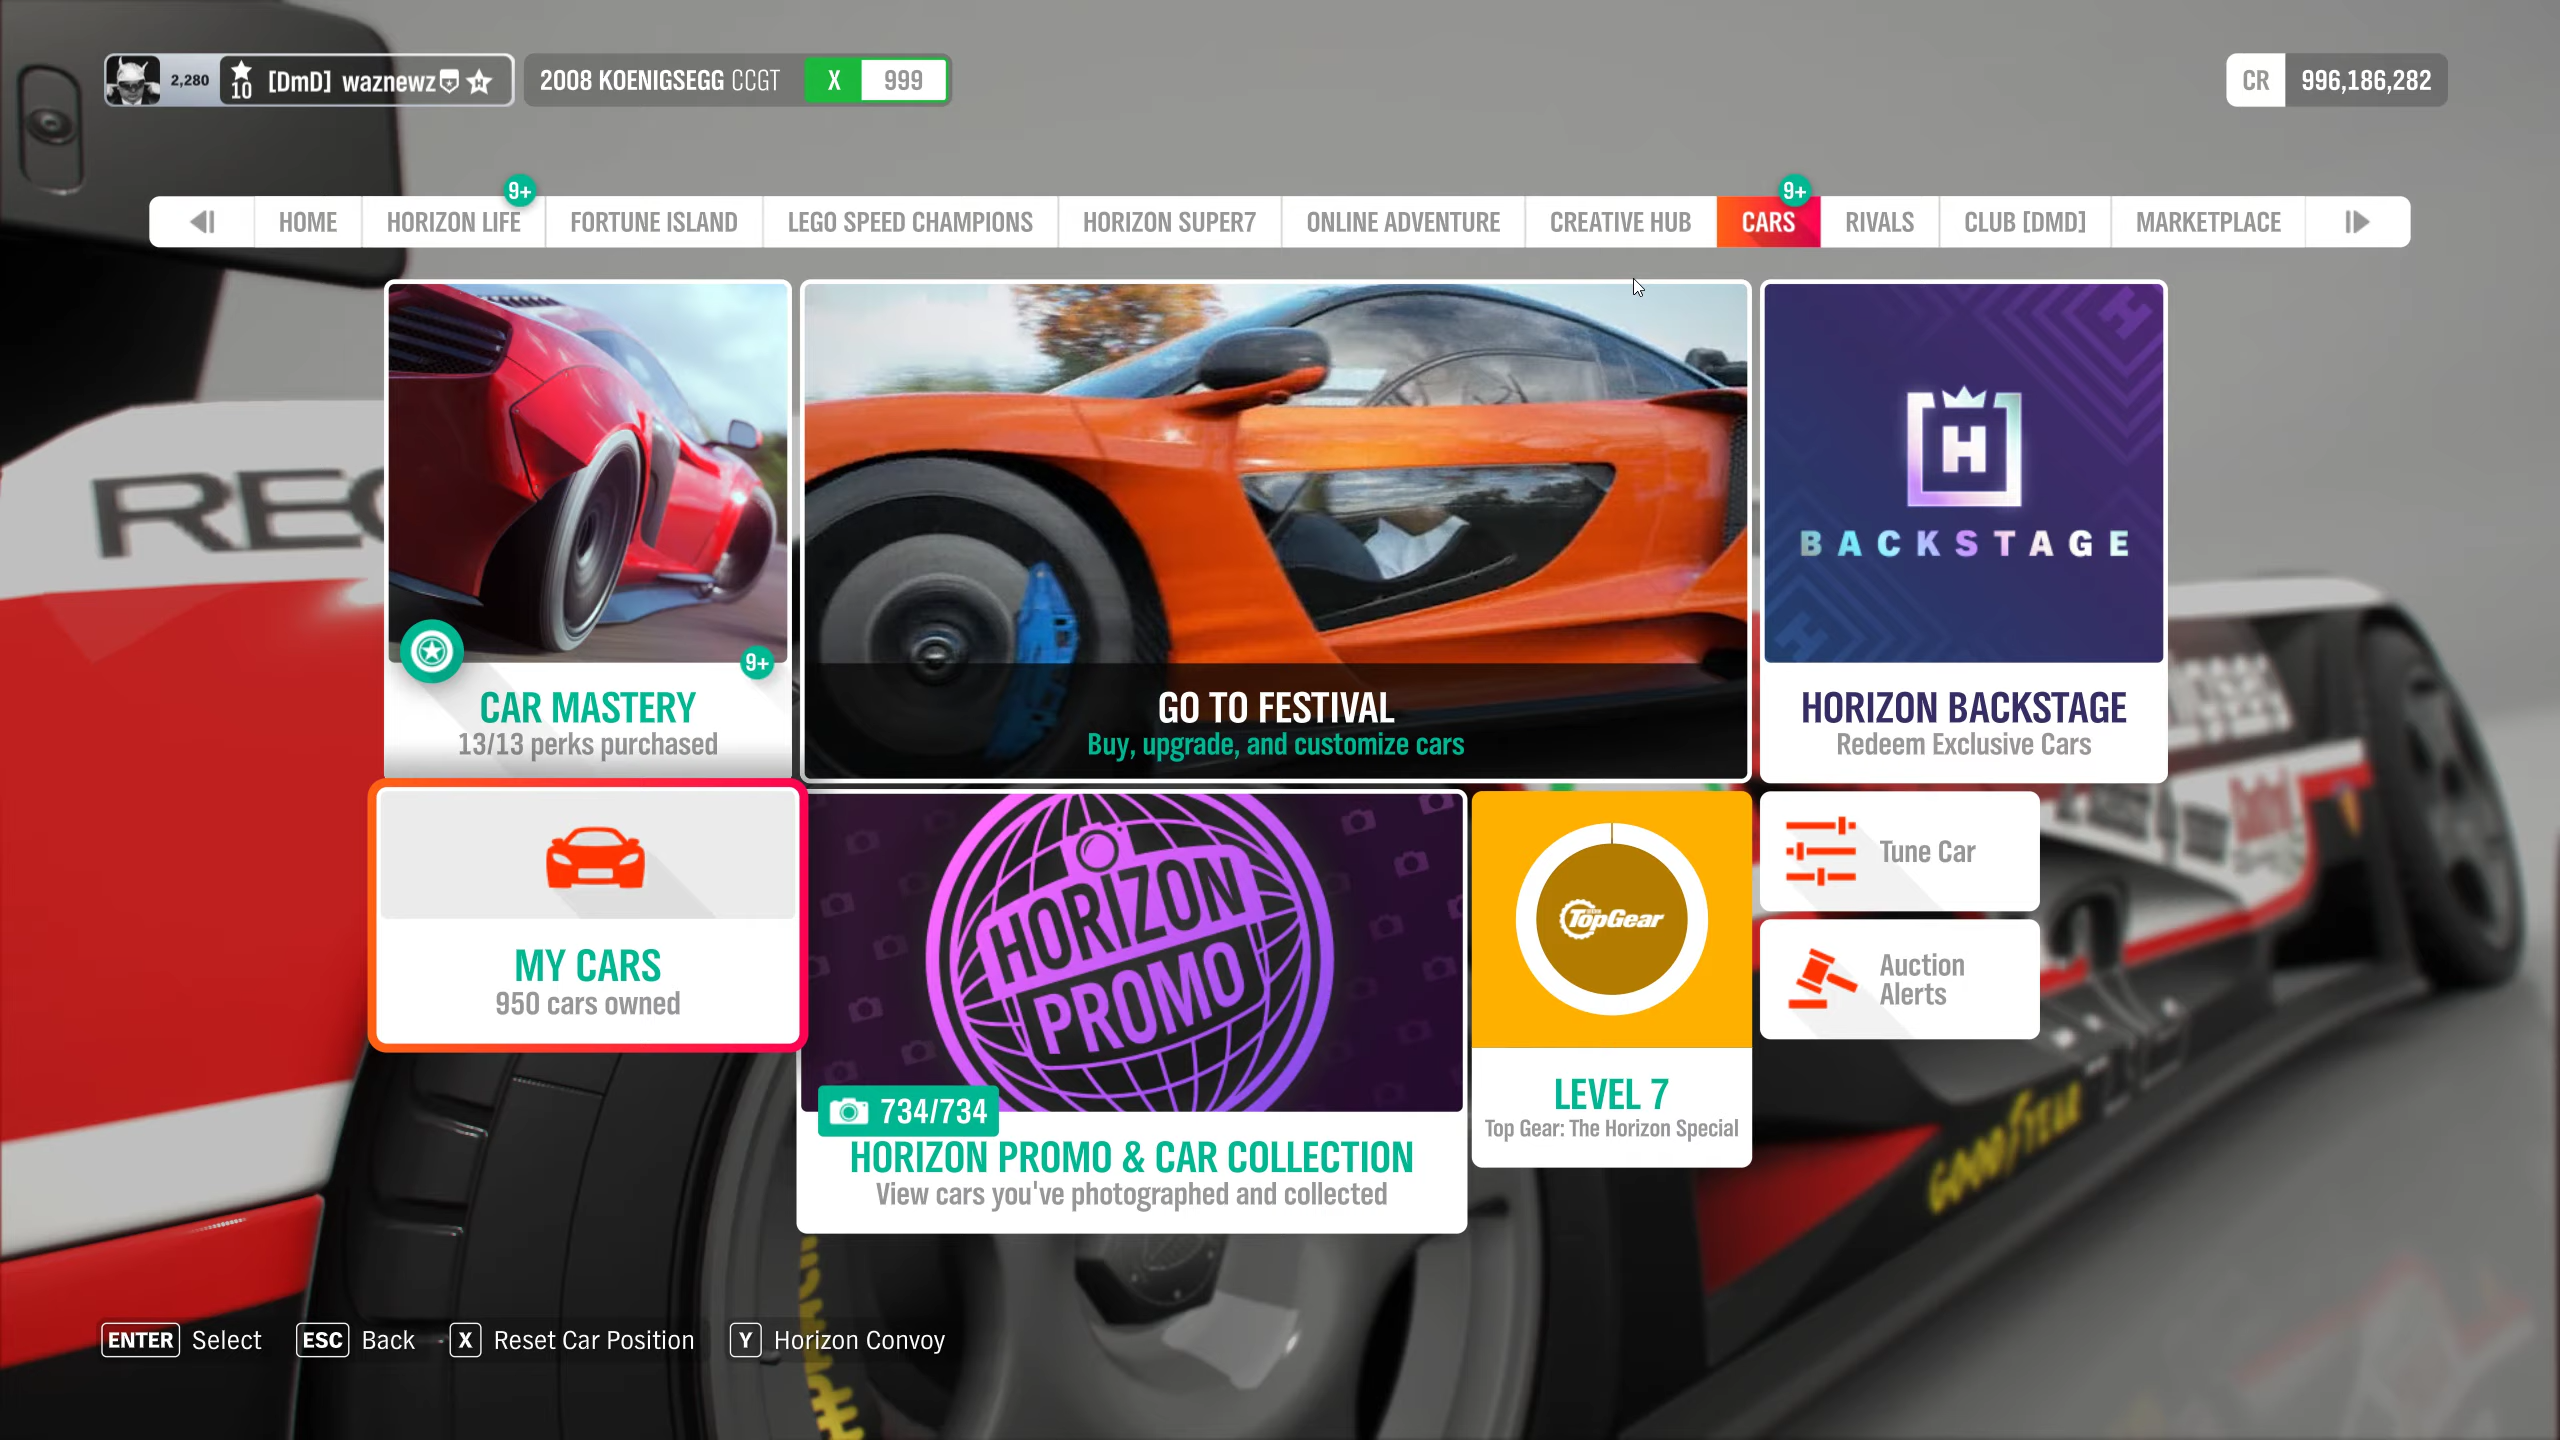 2,280
10
[DmD] waznewz
2008 KOENIGSEGG CCGT
X 999
CR 996,186,282
9+
9+
HOME
HORIZON LIFE
FORTUNE ISLAND
LEGO SPEED CHAMPIONS
HORIZON SUPER7
ONLINE ADVENTURE
CREATIVE HUB
CARS
RIVALS
CLUB [DMD]
MARKETPLACE
9+
CAR MASTERY
13/13 perks purchased
GO TO FESTIVAL
Buy, upgrade, and customize cars
H
BACKSTAGE
HORIZON BACKSTAGE
Redeem Exclusive Cars
MY CARS
950 cars owned
HORIZON
PROMO
734/734
HORIZON PROMO & CAR COLLECTION
View cars you've photographed and collected
TopGear
LEVEL 7
Top Gear: The Horizon Special
Tune Car
Auction
Alerts
GOODYEAR
ENTER Select
ESC Back
X Reset Car Position
Y Horizon Convoy